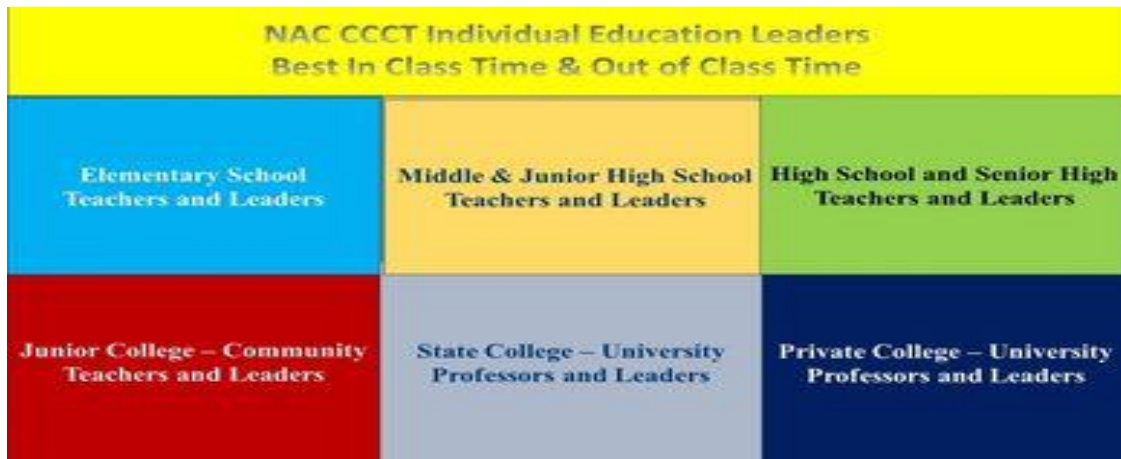 NAC CCCT Individual Education Leaders
Best In Class Time & Out of Class Time
Elementary School
Teachers and Leaders
Middle & Junior High School
Teachers and Leaders
High School and Senior High
Teachers and Leaders
Junior College – Community
Teachers and Leaders
State College – University
Professors and Leaders
Private College – University
Professors and Leaders